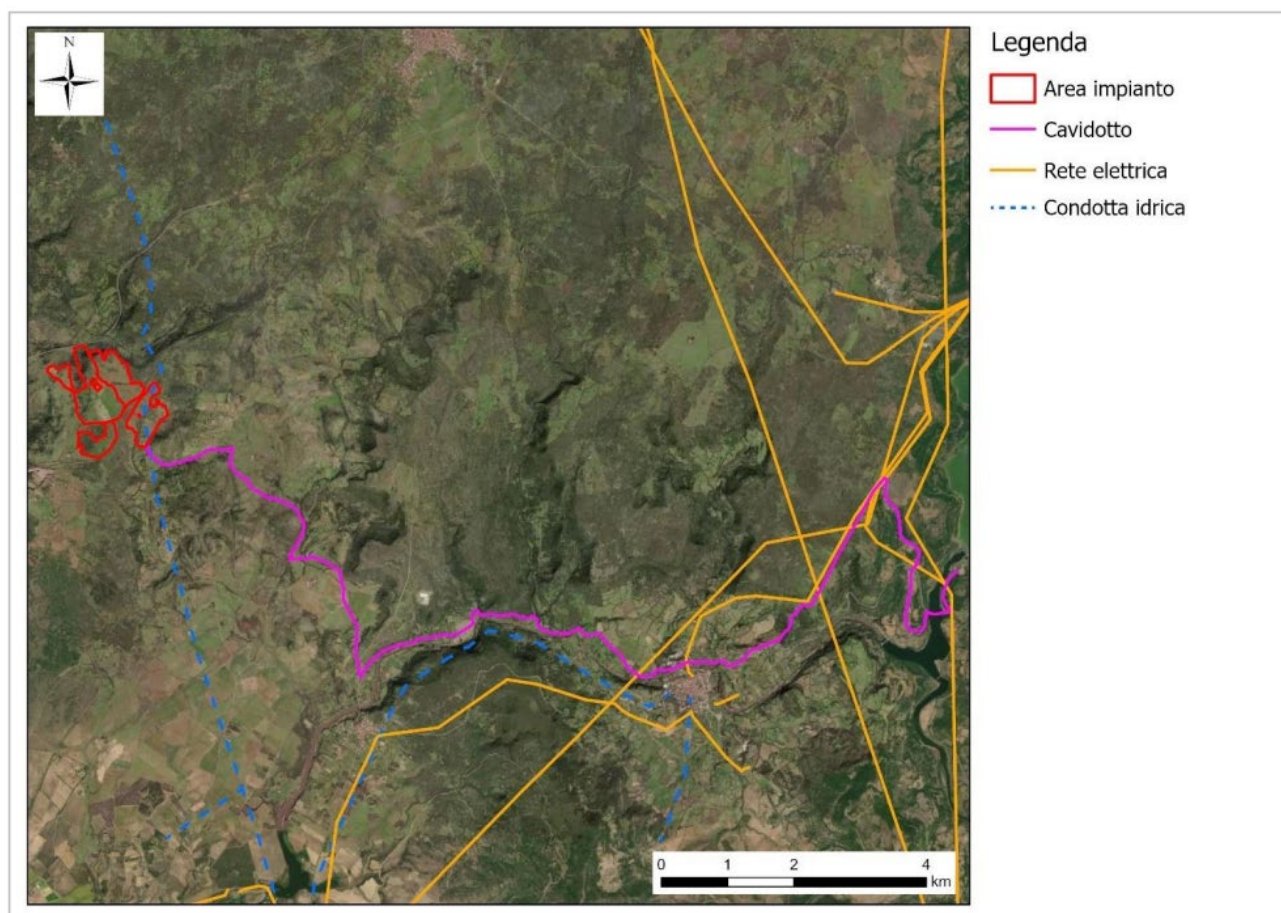 N
Legenda
Area impianto
Cavidotto
Rete elettrica
Condotta idrica
0 1 2 4
km